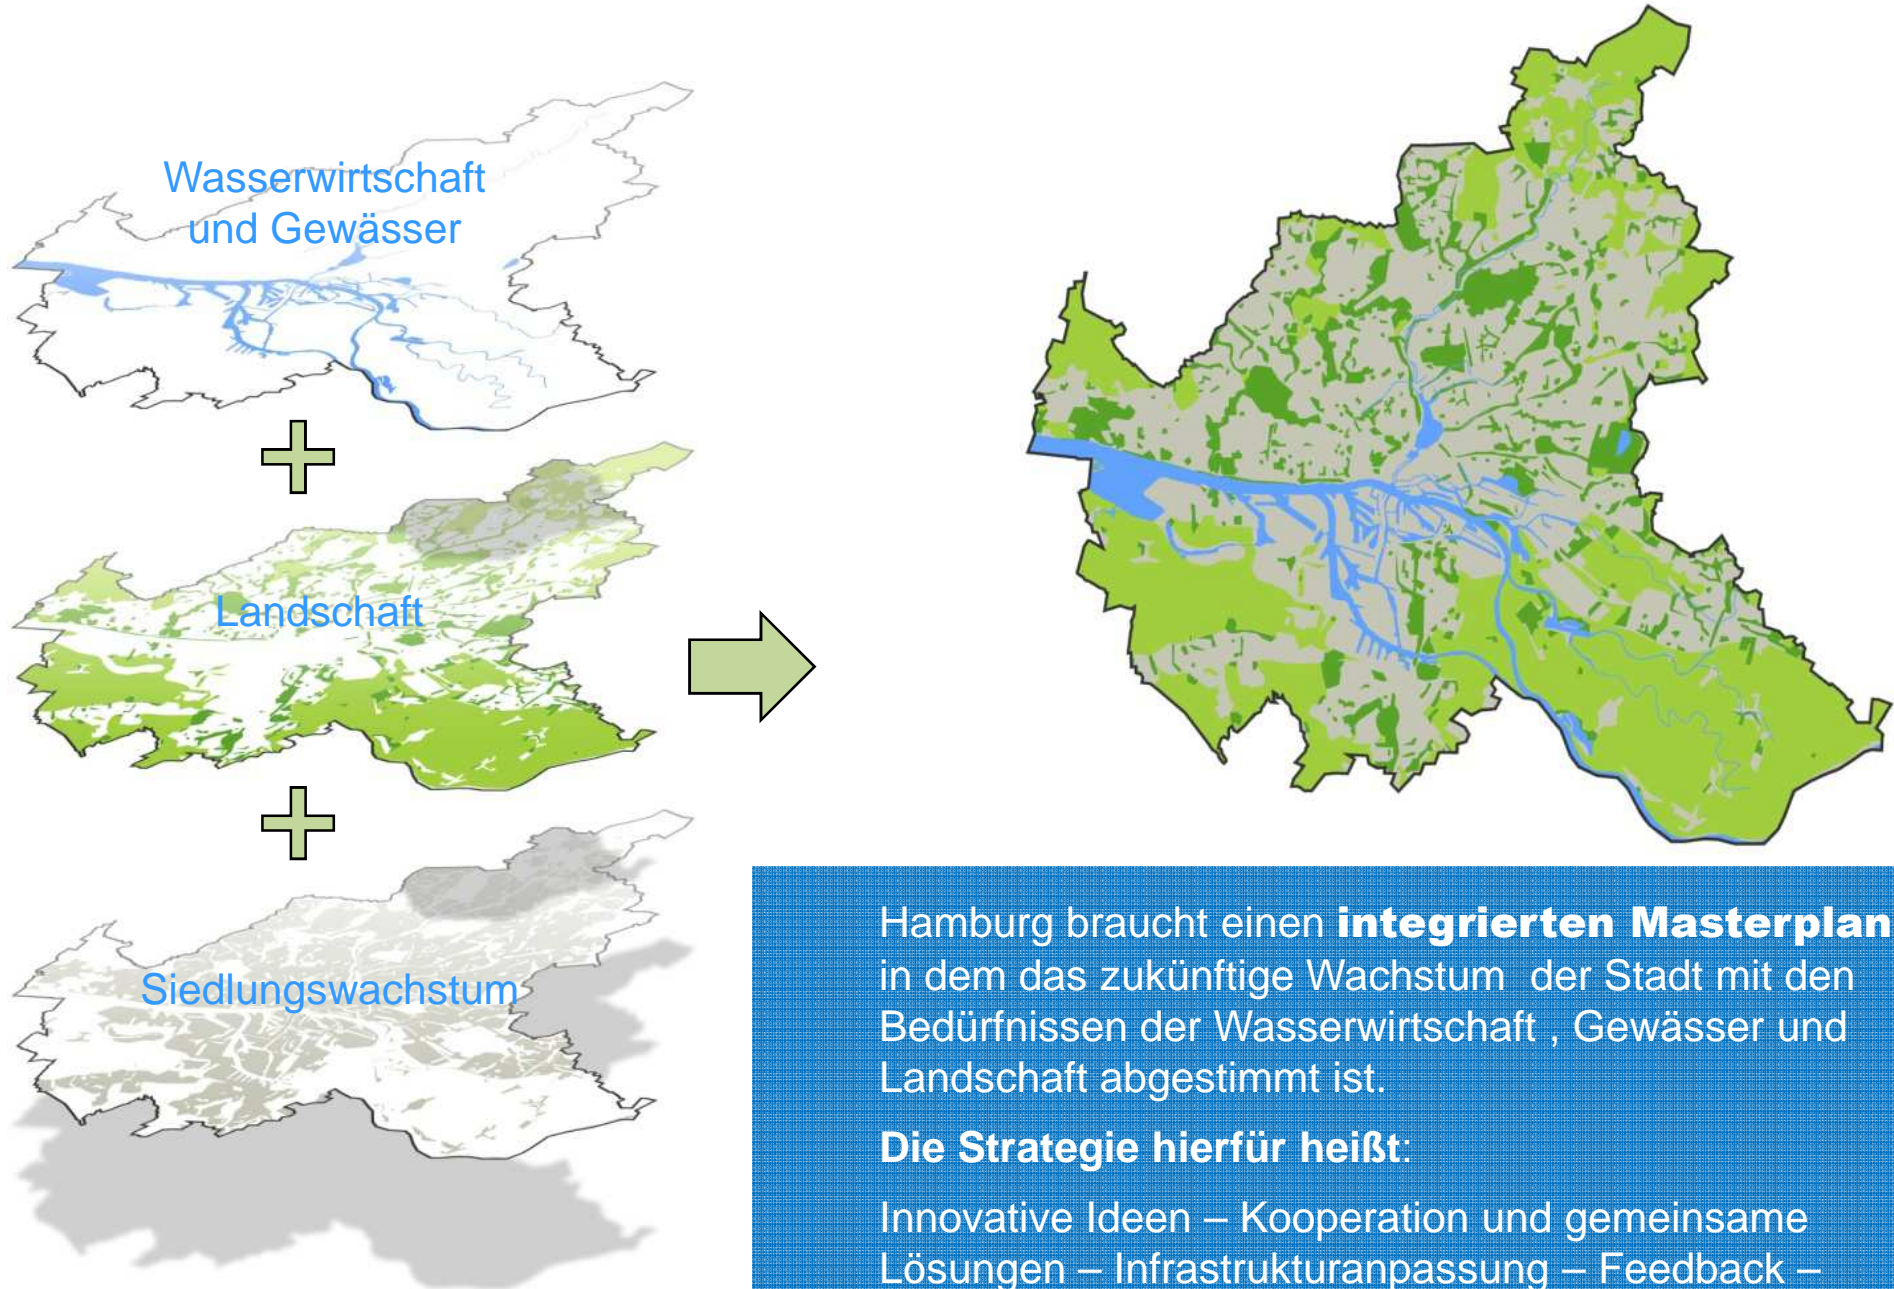 Wasserwirtschaft
und Gewässer
Landschaft
Siedlungswachstum
Hamburg braucht einen integrierten Masterplan
in dem das zukünftige Wachstum der Stadt mit den
Bedürfnissen der Wasserwirtschaft , Gewässer und
Landschaft abgestimmt ist.
Die Strategie hierfür heißt:
Innovative Ideen – Kooperation und gemeinsame
Lösungen – Infrastrukturanpassung – Feedback –